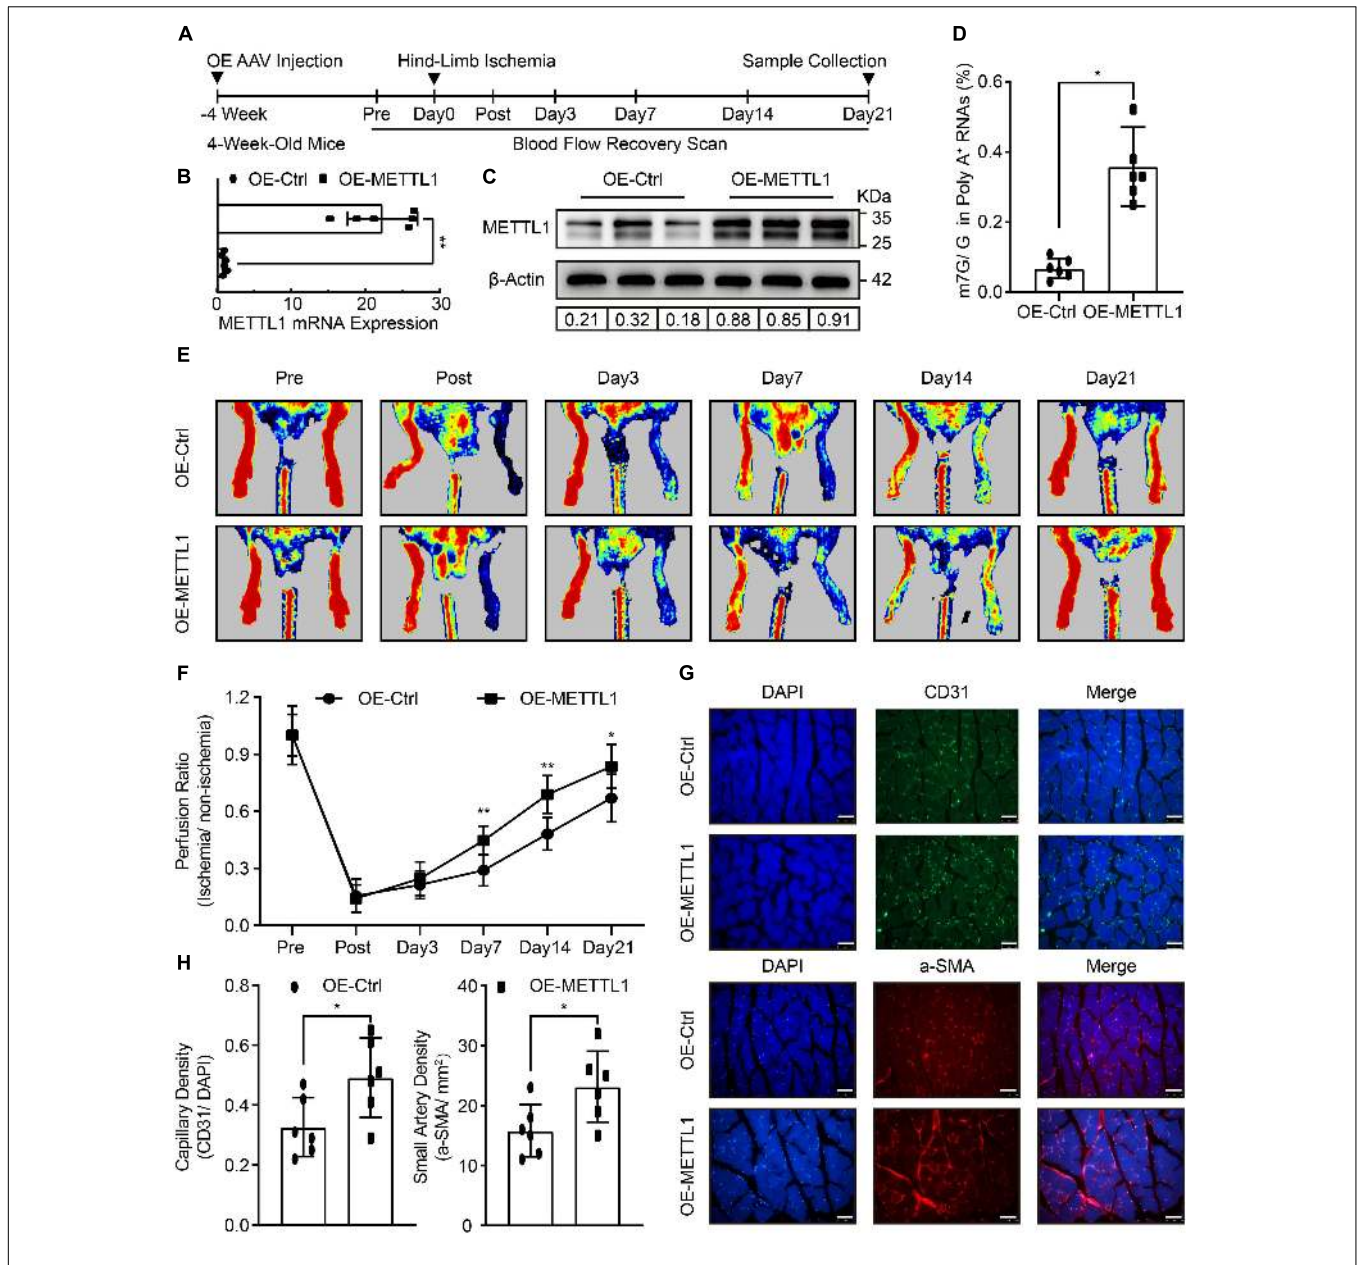 A
OE AAV Injection Hind-Limb Ischemia Sample Collection
-4 Week Pre Day0 Post Day3 Day7 Day14 Day21
4-Week-Old Mice Blood Flow Recovery Scan
B
OE-Ctrl OE-METTL1
**
0 10 20 30
METTL1 mRNA Expression
C
OE-Ctrl OE-METTL1
KDa
METTL1
35
25
β-Actin
42
0.21 0.32 0.18 0.88 0.85 0.91
D
m7G/ G in Poly A⁺ RNAs (%)
0.6
0.4
0.2
0.0
*
OE-Ctrl OE-METTL1
E
Pre Post Day3 Day7 Day14 Day21
OE-Ctrl
OE-METTL1
F
OE-Ctrl OE-METTL1
Perfusion Ratio
(Ischemia/ non-ischemia)
1.2
0.9
0.6
0.3
0.0
** ** *
Pre Post Day3 Day7 Day14 Day21
G
DAPI CD31 Merge
OE-Ctrl
OE-METTL1
DAPI a-SMA Merge
OE-Ctrl
OE-METTL1
H
OE-Ctrl OE-METTL1
Capillary Density
(CD31/ DAPI)
0.8
0.6
0.4
0.2
0.0
*
Small Artery Density
(a-SMA/ mm²)
40
30
20
10
0
*